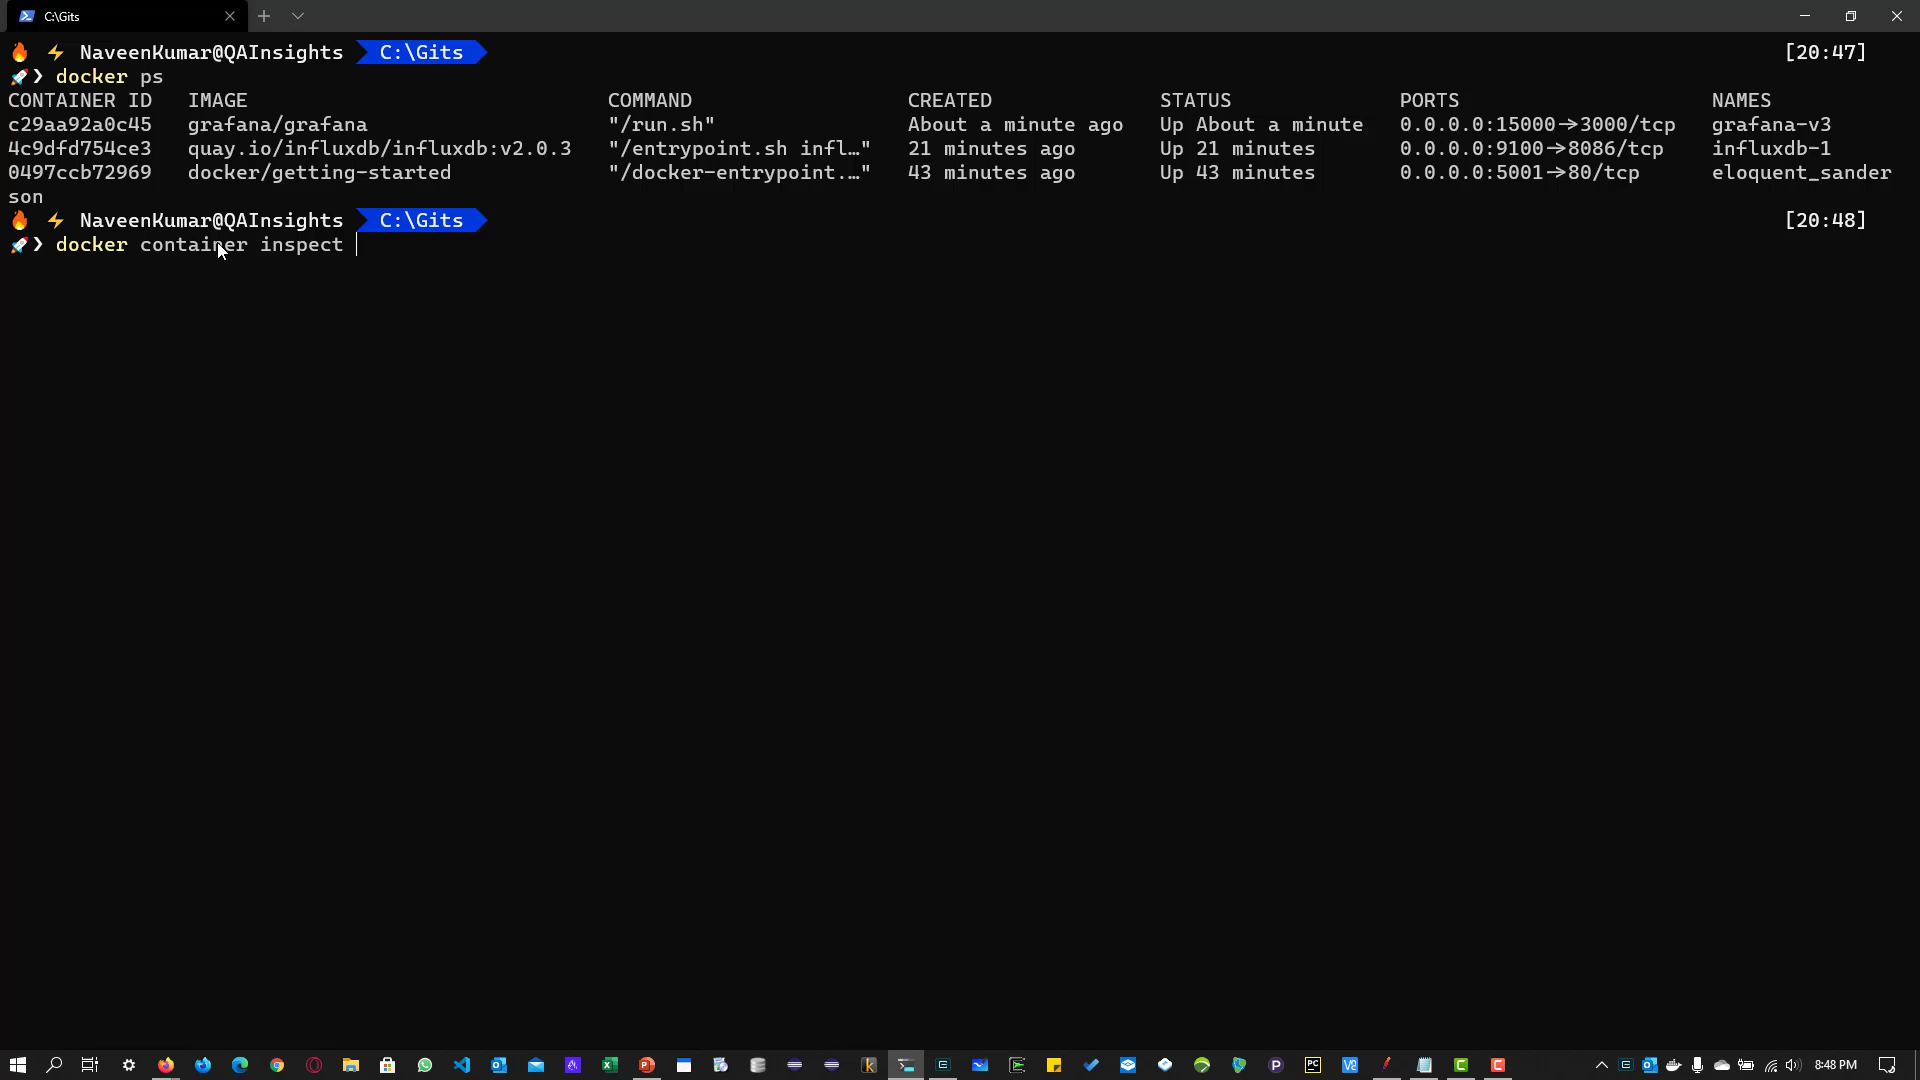 C:\Gits
NaveenKumar@QAInsights C:\Gits [20:47]
❯ docker ps
CONTAINER ID IMAGE COMMAND CREATED STATUS PORTS NAMES
c29aa92a0c45 grafana/grafana "/run.sh" About a minute ago Up About a minute 0.0.0.0:15000->3000/tcp grafana-v3
4c9dfd754ce3 quay.io/influxdb/influxdb:v2.0.3 "/entrypoint.sh infl…" 21 minutes ago Up 21 minutes 0.0.0.0:9100->8086/tcp influxdb-1
0497ccb72969 docker/getting-started "/docker-entrypoint.…" 43 minutes ago Up 43 minutes 0.0.0.0:5001->80/tcp eloquent_sander
son
NaveenKumar@QAInsights C:\Gits [20:48]
❯ docker container inspect
8:48 PM